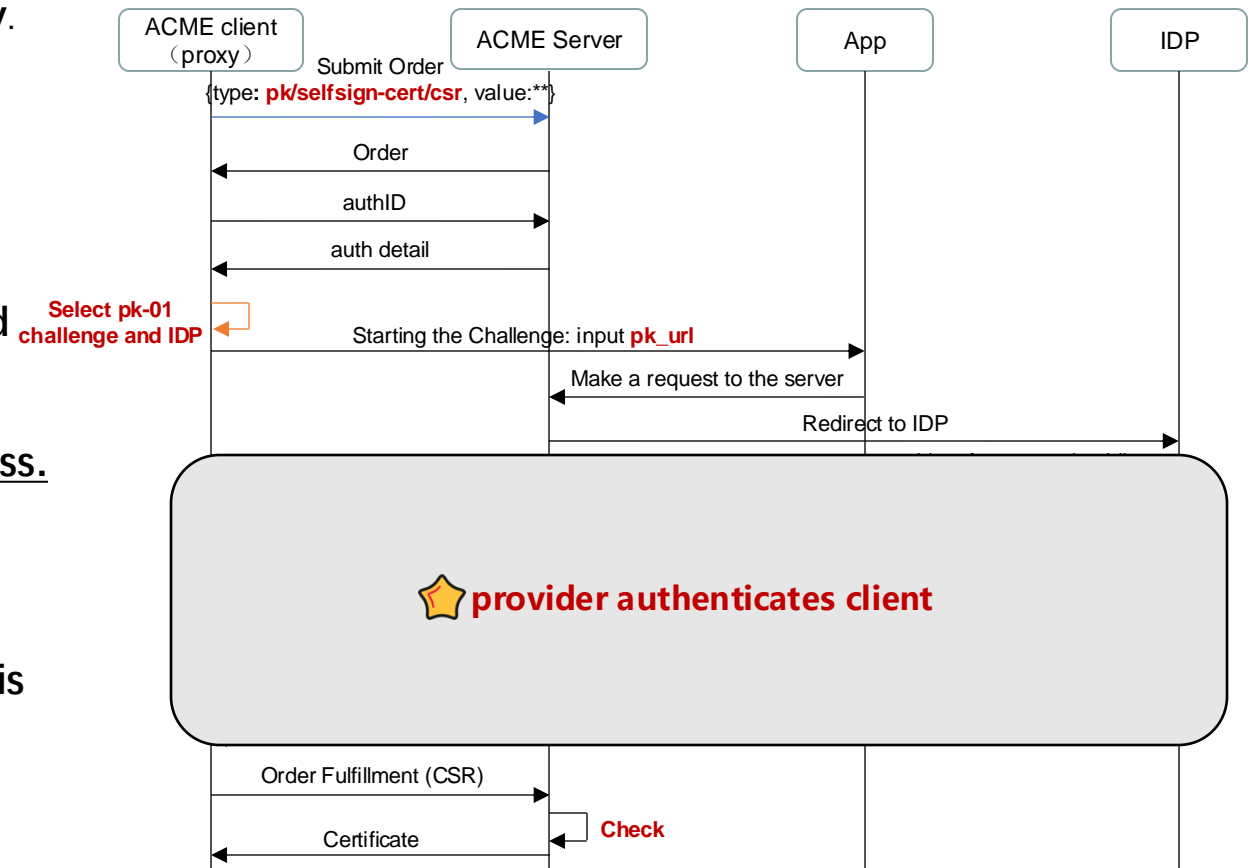 y.
ACME client
（proxy）
ACME Server
App
IDP
Submit Order
{type: pk/selfsign-cert/csr, value:**}
Order
authID
auth detail
d
Select pk-01
challenge and IDP
Starting the Challenge: input pk_url
Make a request to the server
Redirect to IDP
ss.
provider authenticates client
is
Order Fulfillment (CSR)
Check
Certificate